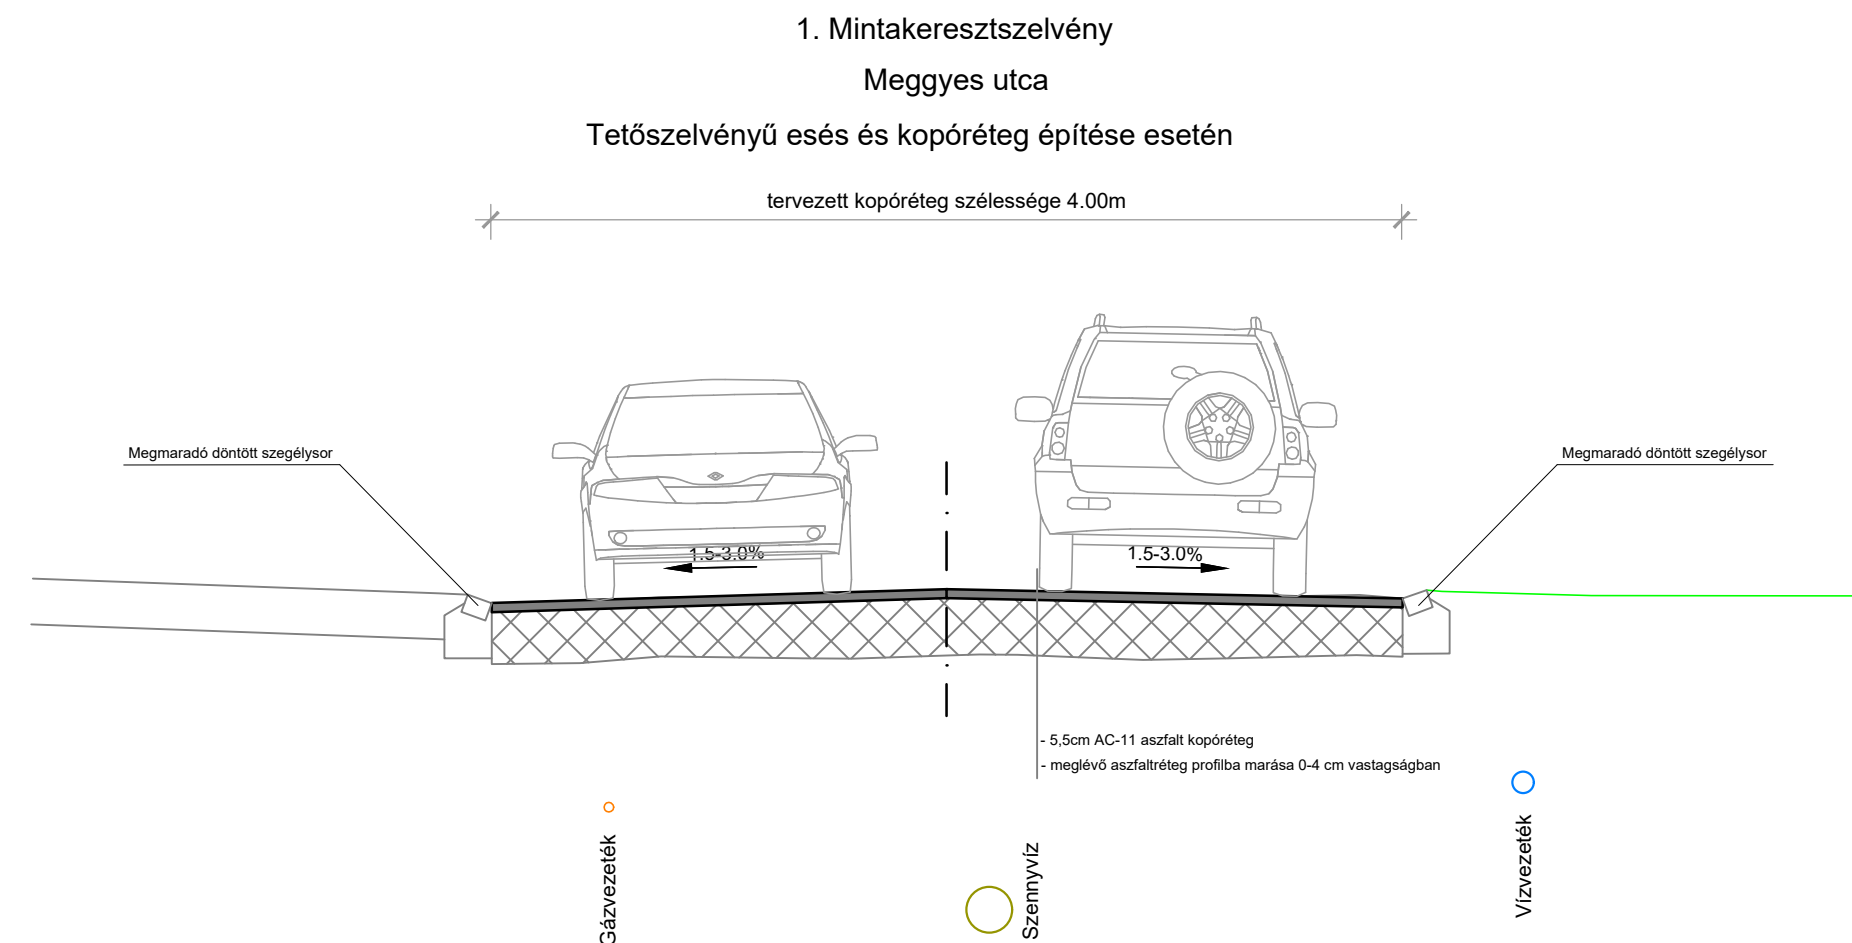 1. Mintakeresztszelvény
Meggyes utca
Tetőszelvényű esés és kopóréteg építése esetén
tervezett kopóréteg szélessége 4.00m
Megmaradó döntött szegélysor
Megmaradó döntött szegélysor
1.5-3.0%
1.5-3.0%
- 5,5cm AC-11 aszfalt kopóréteg
- meglévő aszfaltréteg profilba marása 0-4 cm vastagságban
Gázvezeték
Szennyvíz
Vízvezeték